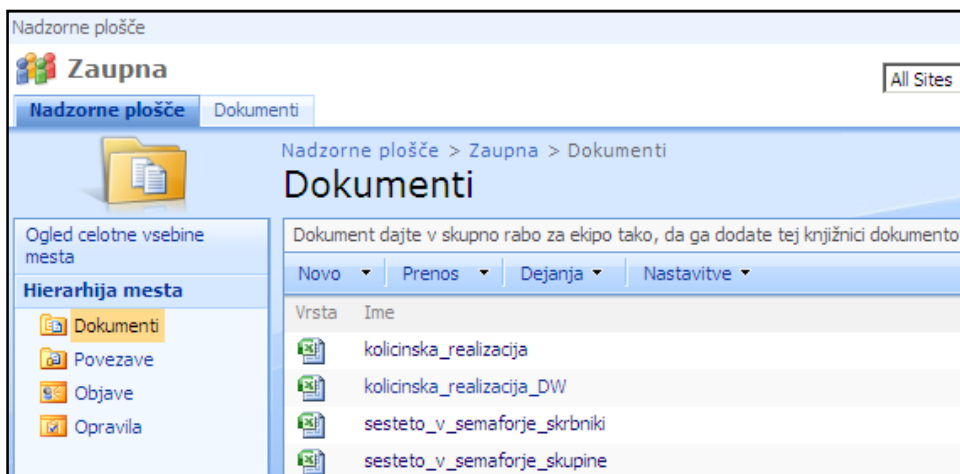 Nadzorne plošče
Zaupna
All Sites
Nadzorne plošče Dokumenti
Nadzorne plošče > Zaupna > Dokumenti
Dokumenti
Ogled celotne vsebine
mesta
Hierarhija mesta
Dokumenti
Povezave
Objave
Opravila
Dokument dajte v skupno rabo za ekipo tako, da ga dodate tej knjižnici dokumento
Novo Prenos Dejanja Nastavitve
Vrsta Ime
kolicinska_realizacija
kolicinska_realizacija_DW
sesteto_v_semaforje_skrbniki
sesteto_v_semaforje_skupine